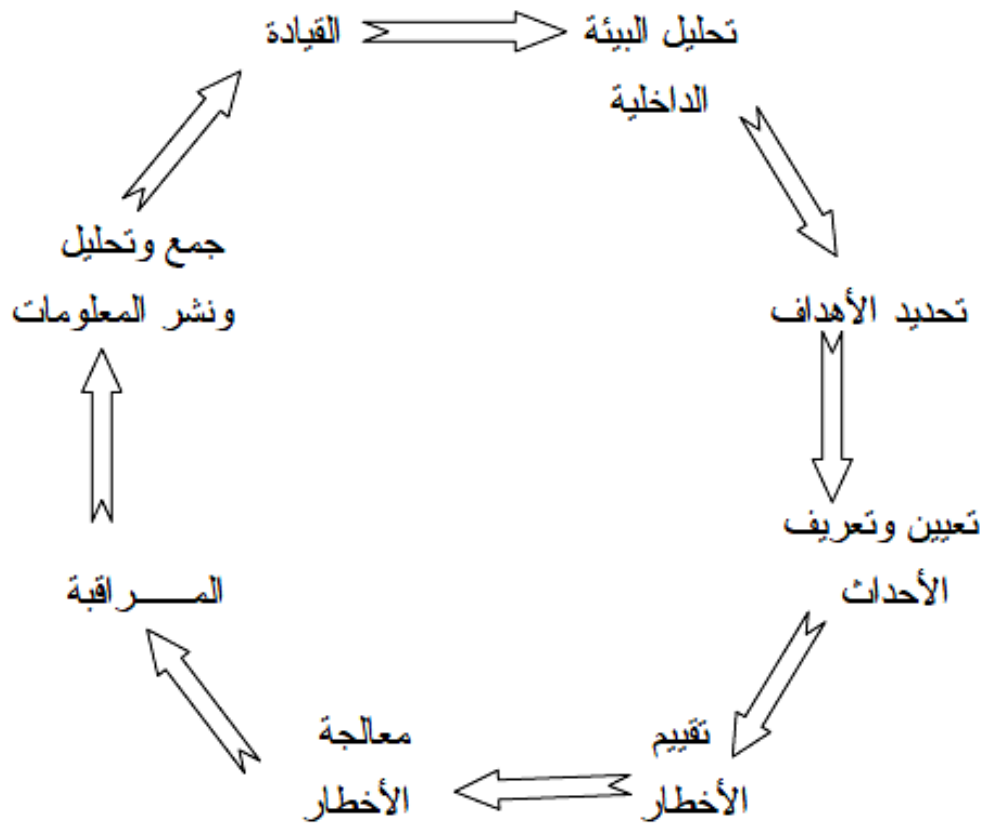 القيادة
تحليل البيئة
الداخلية
تحديد الأهداف
تعيين وتعريف
الأحداث
تقييم
الأخطار
معالجة
الأخطار
المـــــراقبة
جمع وتحليل
ونشر المعلومات